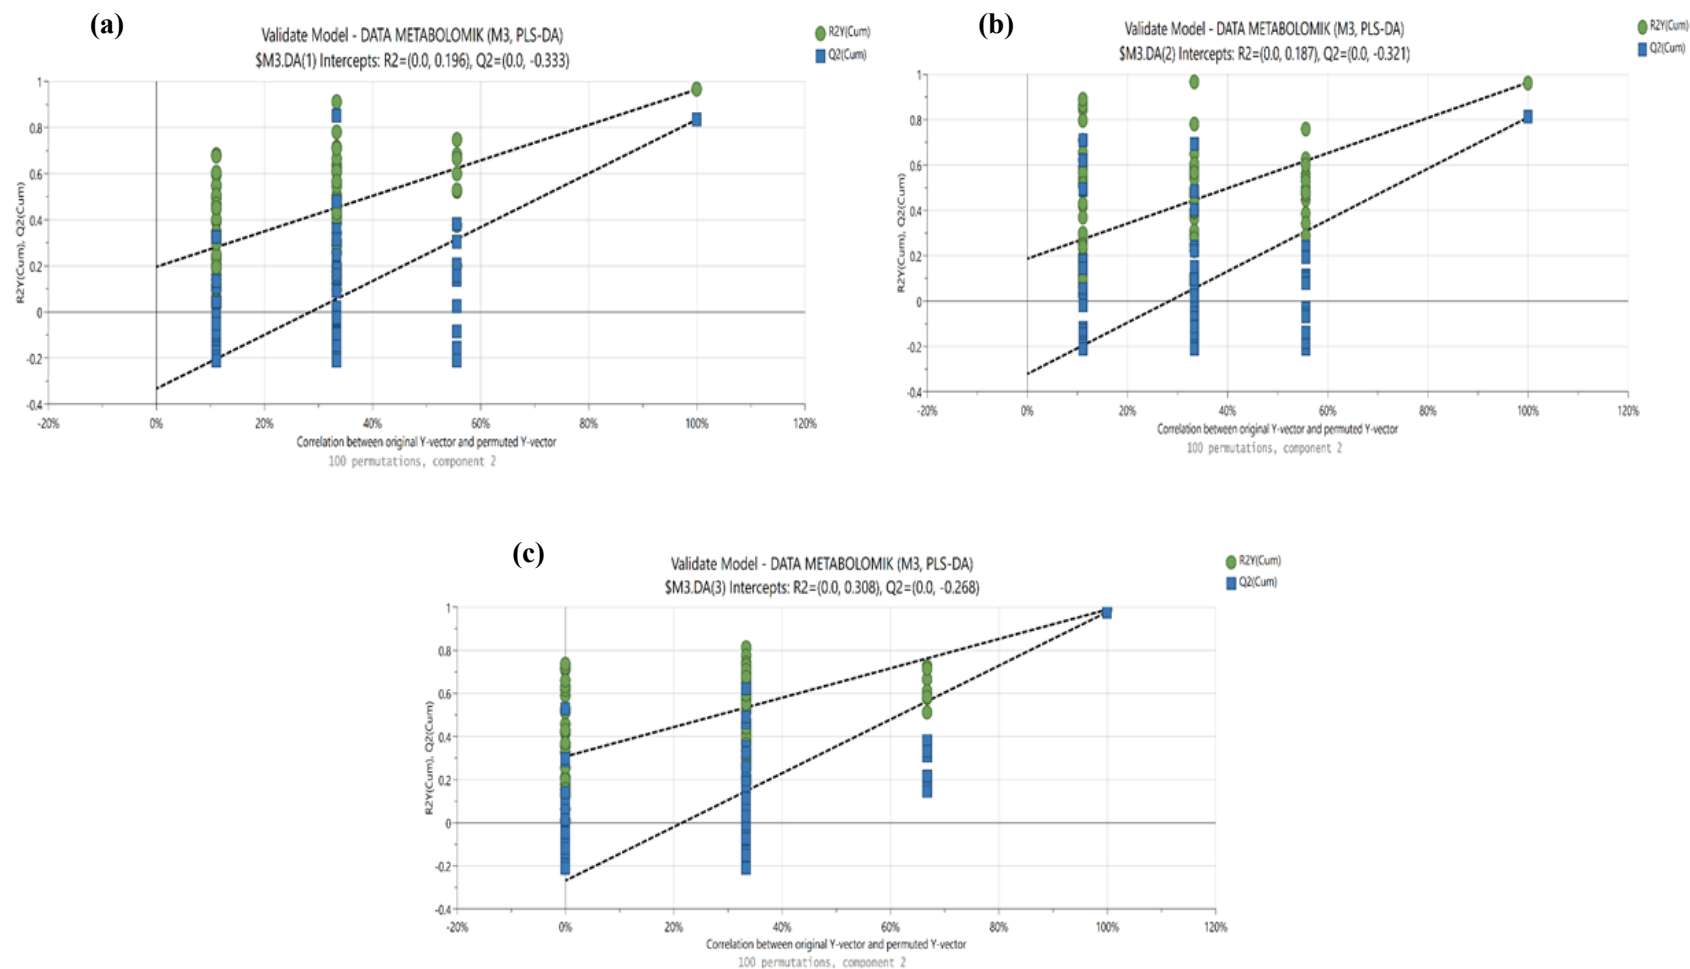 (a)
Validate Model - DATA METABOLOMIK (M3, PLS-DA)
$M3.DA(1) Intercepts: R2=(0.0, 0.196), Q2=(0.0, -0.333)
R2Y(Cum)
Q2(Cum)
R2Y(Cum), Q2(Cum)
1
0.8
0.6
0.4
0.2
0
-0.2
-0.4
-20% 0% 20% 40% 60% 80% 100% 120%
Correlation between original Y-vector and permuted Y-vector
100 permutations, component 2
(b)
Validate Model - DATA METABOLOMIK (M3, PLS-DA)
$M3.DA(2) Intercepts: R2=(0.0, 0.187), Q2=(0.0, -0.321)
R2Y(Cum)
Q2(Cum)
R2Y(Cum), Q2(Cum)
1
0.8
0.6
0.4
0.2
0
-0.2
-0.4
-20% 0% 20% 40% 60% 80% 100% 120%
Correlation between original Y-vector and permuted Y-vector
100 permutations, component 2
(c)
Validate Model - DATA METABOLOMIK (M3, PLS-DA)
$M3.DA(3) Intercepts: R2=(0.0, 0.308), Q2=(0.0, -0.268)
R2Y(Cum)
Q2(Cum)
R2Y(Cum), Q2(Cum)
1
0.8
0.6
0.4
0.2
0
-0.2
-0.4
-20% 0% 20% 40% 60% 80% 100% 120%
Correlation between original Y-vector and permuted Y-vector
100 permutations, component 2